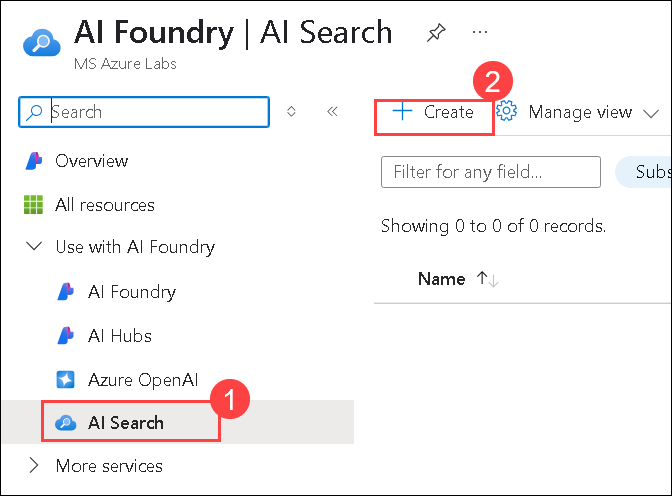 AI Foundry | AI Search
MS Azure Labs
Search
Overview
All resources
Use with AI Foundry
AI Foundry
AI Hubs
Azure OpenAI
AI Search
1
More services
2
Create
Manage view
Filter for any field...
Subs
Showing 0 to 0 of 0 records.
Name